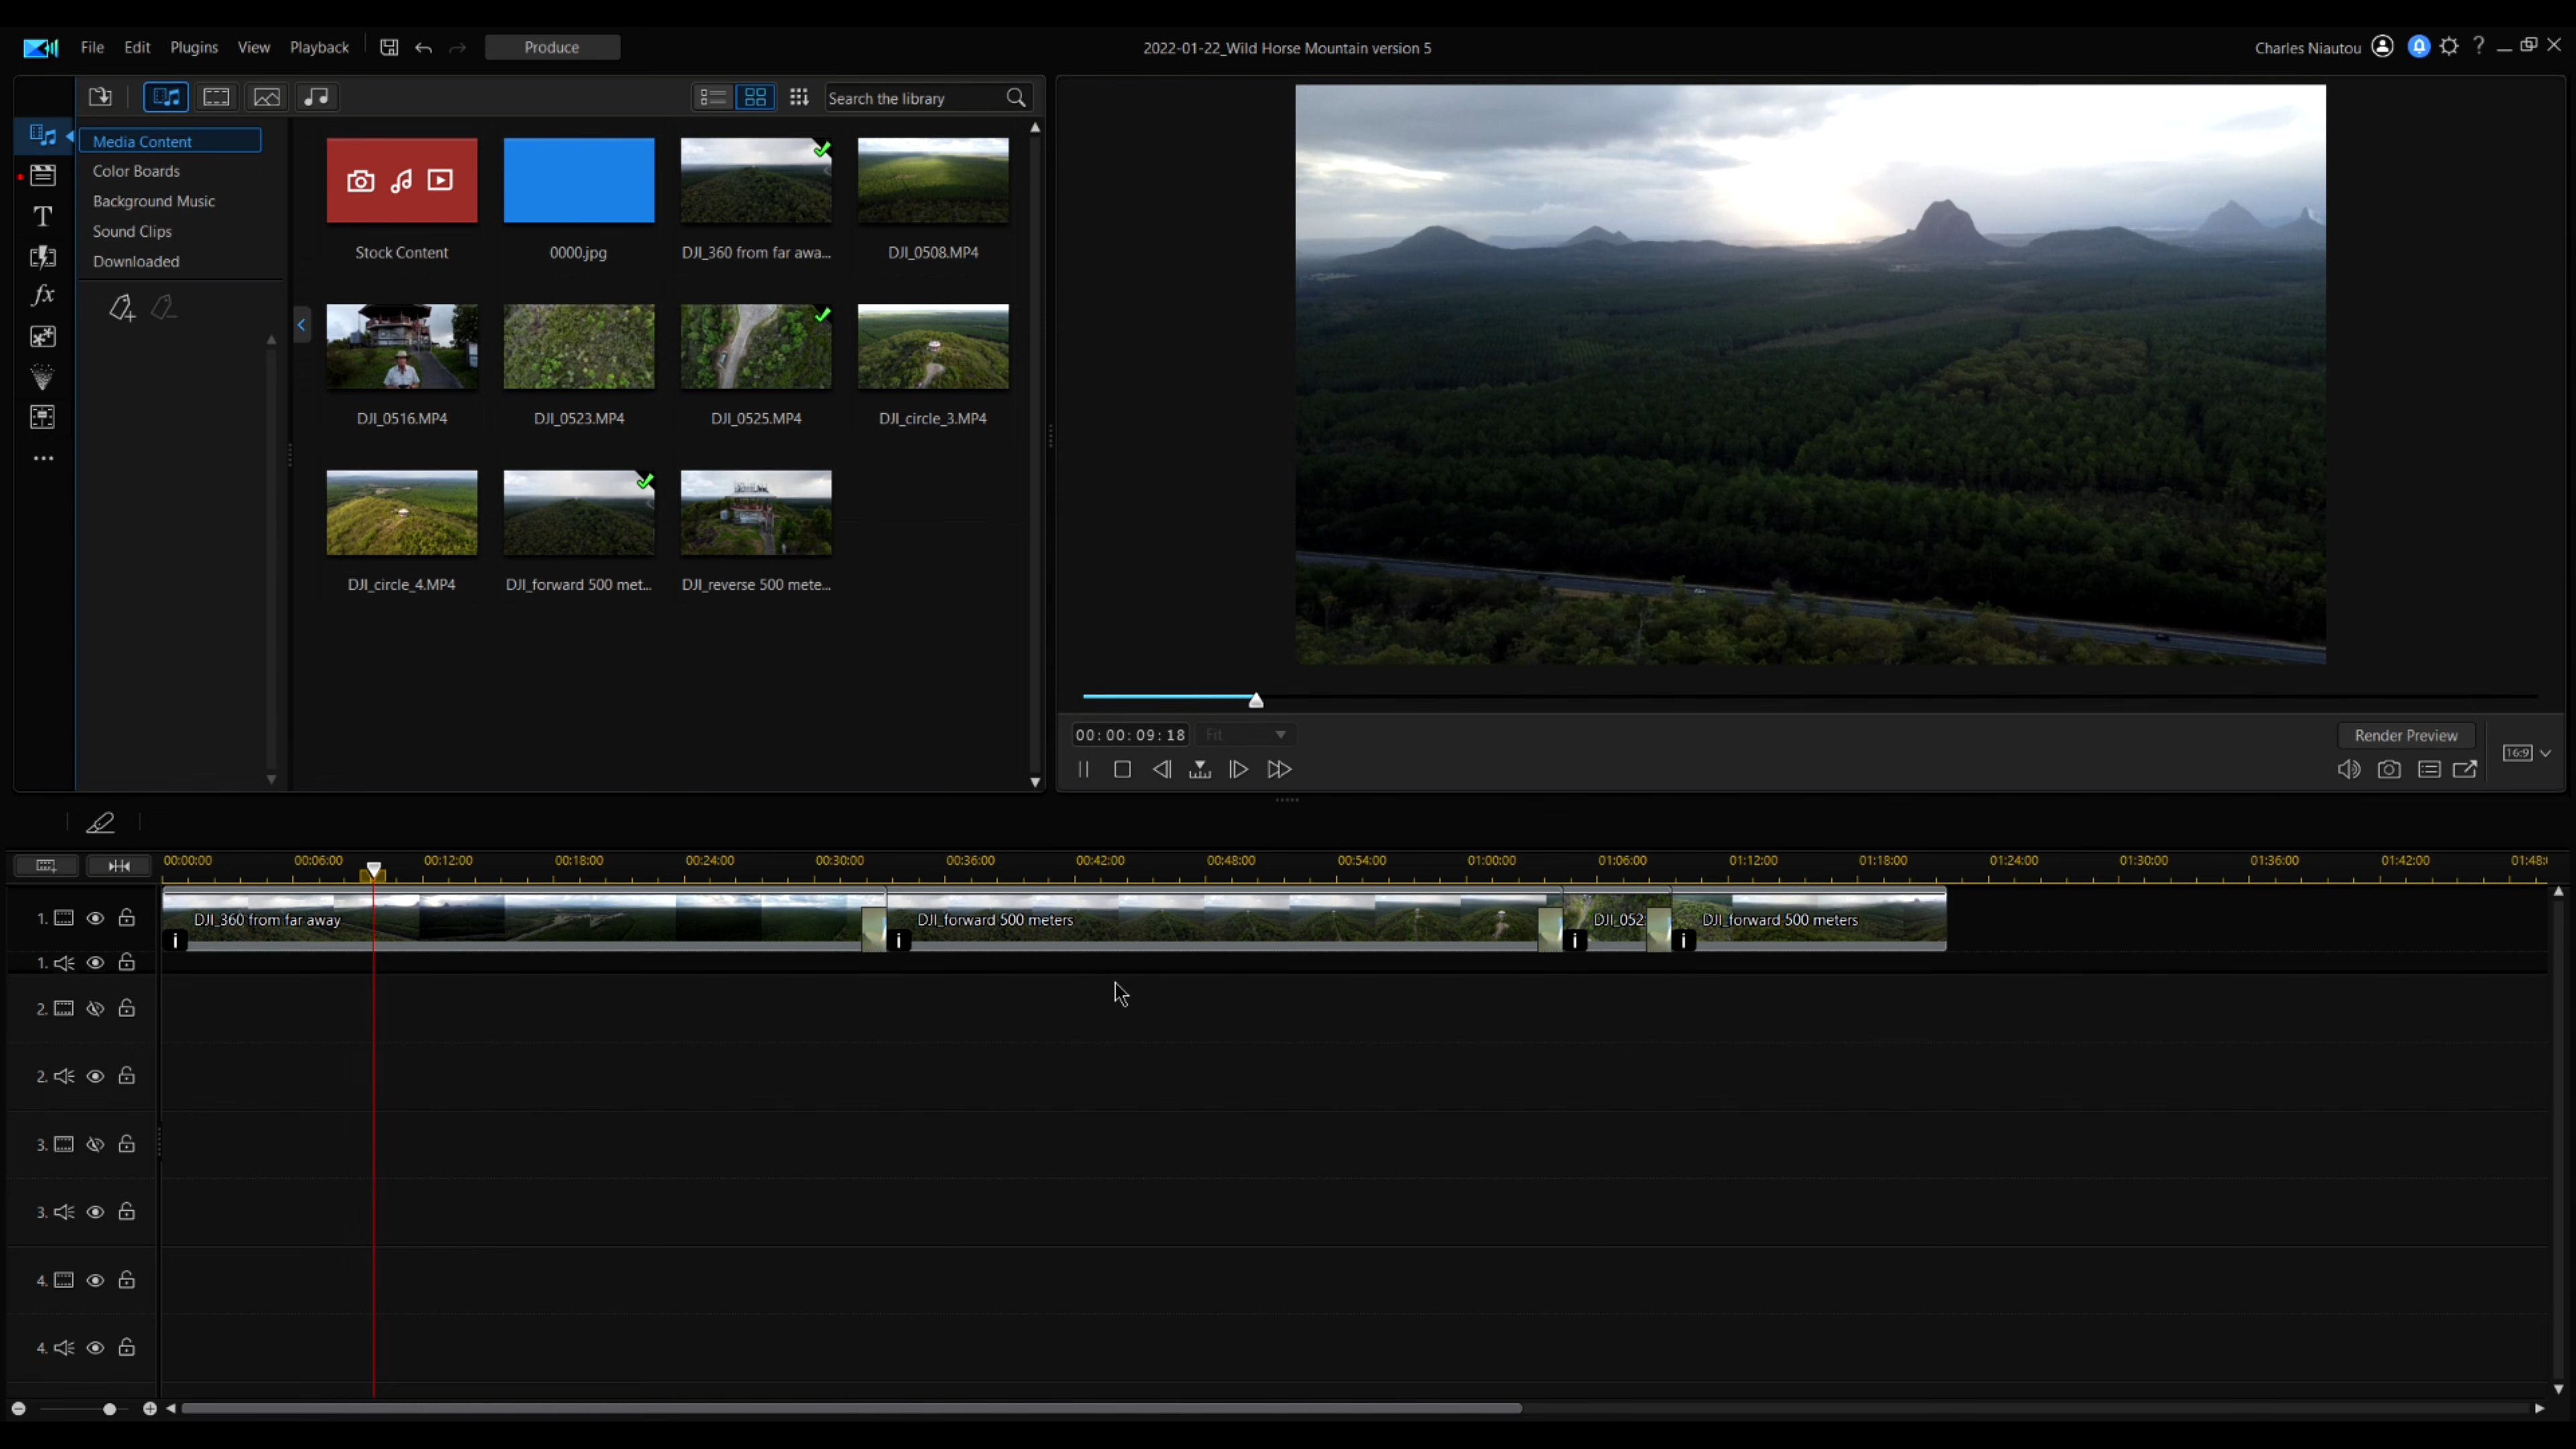 File Edit Plugins View Playback Produce 2022-01-22_Wild Horse Mountain version 5 Charles Niautou ?
Search the library
Media Content
Color Boards
Background Music
Sound Clips
Downloaded
T
fx
Stock Content 0000.jpg DJI_360 from far awa... DJI_0508.MP4
DJI_0516.MP4 DJI_0523.MP4 DJI_0525.MP4 DJI_circle_3.MP4
DJI_circle_4.MP4 DJI_forward 500 met... DJI_reverse 500 mete...
00:00:09:18 Fit Render Preview
16:9
00:00:00 00:06:00 00:12:00 00:18:00 00:24:00 00:30:00 00:36:00 00:42:00 00:48:00 00:54:00 01:00:00 01:06:00 01:12:00 01:18:00 01:24:00 01:30:00 01:36:00 01:42:00 01:48:
1. DJI_360 from far away DJI_forward 500 meters DJI_052 DJI_forward 500 meters
i i i i
1.
2.
2.
3.
3.
4.
4.